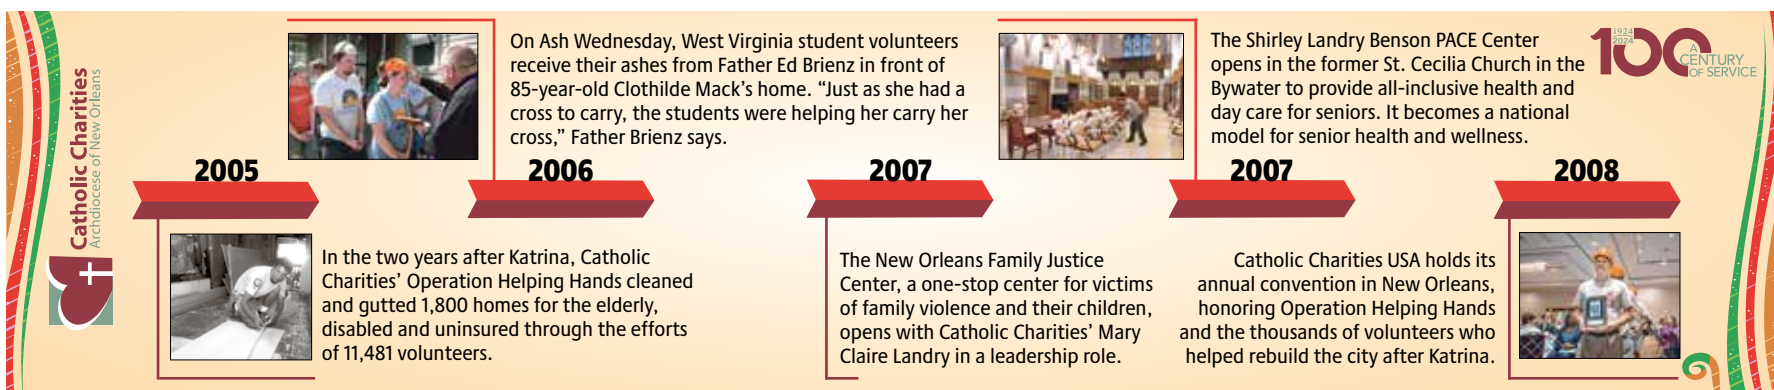 Catholic Charities
Archdiocese of New Orleans
2005
In the two years after Katrina, Catholic
Charities’ Operation Helping Hands cleaned
and gutted 1,800 homes for the elderly,
disabled and uninsured through the efforts
of 11,481 volunteers.
On Ash Wednesday, West Virginia student volunteers
receive their ashes from Father Ed Brienz in front of
85-year-old Clothilde Mack’s home. “Just as she had a
cross to carry, the students were helping her carry her
cross,” Father Brienz says.
2006
2007
The New Orleans Family Justice
Center, a one-stop center for victims
of family violence and their children,
opens with Catholic Charities’ Mary
Claire Landry in a leadership role.
The Shirley Landry Benson PACE Center
opens in the former St. Cecilia Church in the
Bywater to provide all-inclusive health and
day care for seniors. It becomes a national
model for senior health and wellness.
2007
2008
Catholic Charities USA holds its
annual convention in New Orleans,
honoring Operation Helping Hands
and the thousands of volunteers who
helped rebuild the city after Katrina.
1924
2024
100
A
CENTURY
OF SERVICE